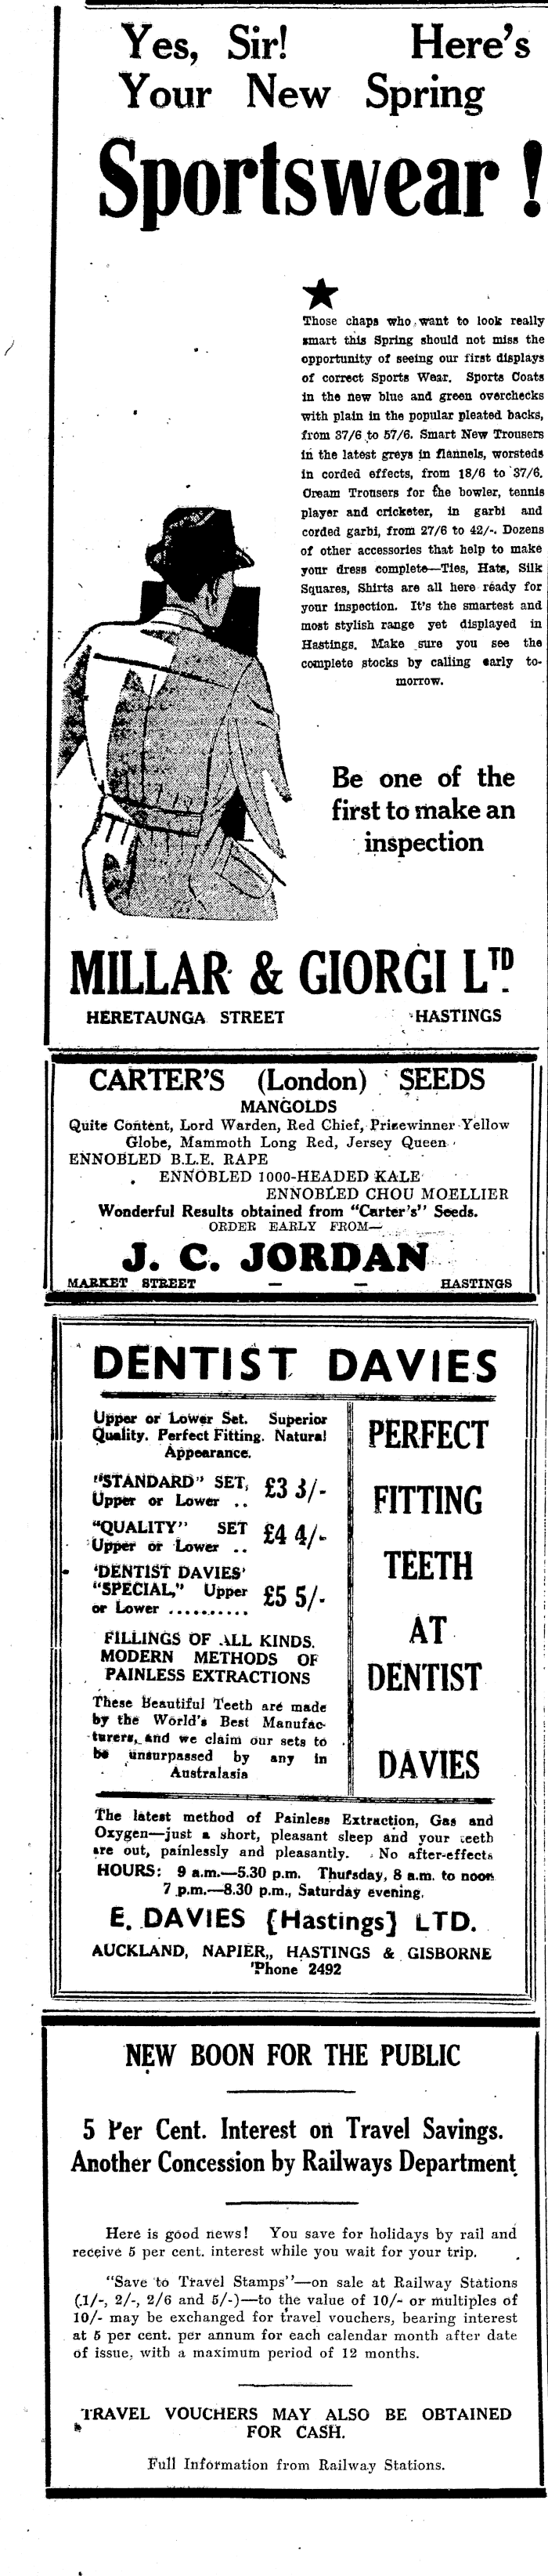 Yes, Sir! Here's
Your New Spring
Sportswear!
Those chaps who want to look really
smart this Spring should not miss the
opportunity of seeing our first displays
of correct Sports Wear. Sports Coats
in the new blue and green overchecks
with plain in the popular pleated backs,
from 37/6 to 57/6. Smart New Trousers
in the latest greys in flannels, worsteds
in corded effects, from 18/6 to 37/6.
Cream Trousers for the bowler, tennis
player and cricketer, in garbi and
corded garbi, from 27/6 to 42/-. Dozens
of other accessories that help to make
your dress complete—Ties, Hats, Silk
Squares, Shirts are all here ready for
your inspection. It's the smartest and
most stylish range yet displayed in
Hastings. Make sure you see the
complete stocks by calling early to-
morrow.
Be one of the
first to make an
inspection
MILLAR & GIORGI LTD.
HERETAUNGA STREET HASTINGS
CARTER'S (London) SEEDS
MANGOLDS
Quite Content, Lord Warden, Red Chief, Prizewinner Yellow
Globe, Mammoth Long Red, Jersey Queen
ENNOBLED B.L.E. RAPE
ENNOBLED 1000-HEADED KALE
ENNOBLED CHOU MOELLIER
Wonderful Results obtained from "Carter's" Seeds.
ORDER EARLY FROM—
J. C. JORDAN
MARKET STREET — — HASTINGS
DENTIST DAVIES
Upper or Lower Set. Superior
Quality. Perfect Fitting. Natural
Appearance.
"STANDARD" SET,
Upper or Lower .. £3 3/-
"QUALITY" SET
Upper or Lower .. £4 4/-
'DENTIST DAVIES'
"SPECIAL," Upper
or Lower .......... £5 5/-
FILLINGS OF ALL KINDS.
MODERN METHODS OF
PAINLESS EXTRACTIONS
These Beautiful Teeth are made
by the World's Best Manufac-
turers, and we claim our sets to
be unsurpassed by any in
Australasia
PERFECT
FITTING
TEETH
AT
DENTIST
DAVIES
The latest method of Painless Extraction, Gas and
Oxygen—just a short, pleasant sleep and your teeth
are out, painlessly and pleasantly. No after-effects
HOURS: 9 a.m.—5.30 p.m. Thursday, 8 a.m. to noon
7 p.m.—8.30 p.m., Saturday evening.
E. DAVIES [Hastings] LTD.
AUCKLAND, NAPIER,, HASTINGS & GISBORNE
'Phone 2492
NEW BOON FOR THE PUBLIC
5 Per Cent. Interest on Travel Savings.
Another Concession by Railways Department
Here is good news! You save for holidays by rail and
receive 5 per cent. interest while you wait for your trip.
"Save to Travel Stamps"—on sale at Railway Stations
(1/-, 2/-, 2/6 and 5/-)—to the value of 10/- or multiples of
10/- may be exchanged for travel vouchers, bearing interest
at 5 per cent. per annum for each calendar month after date
of issue, with a maximum period of 12 months.
TRAVEL VOUCHERS MAY ALSO BE OBTAINED
FOR CASH.
Full Information from Railway Stations.